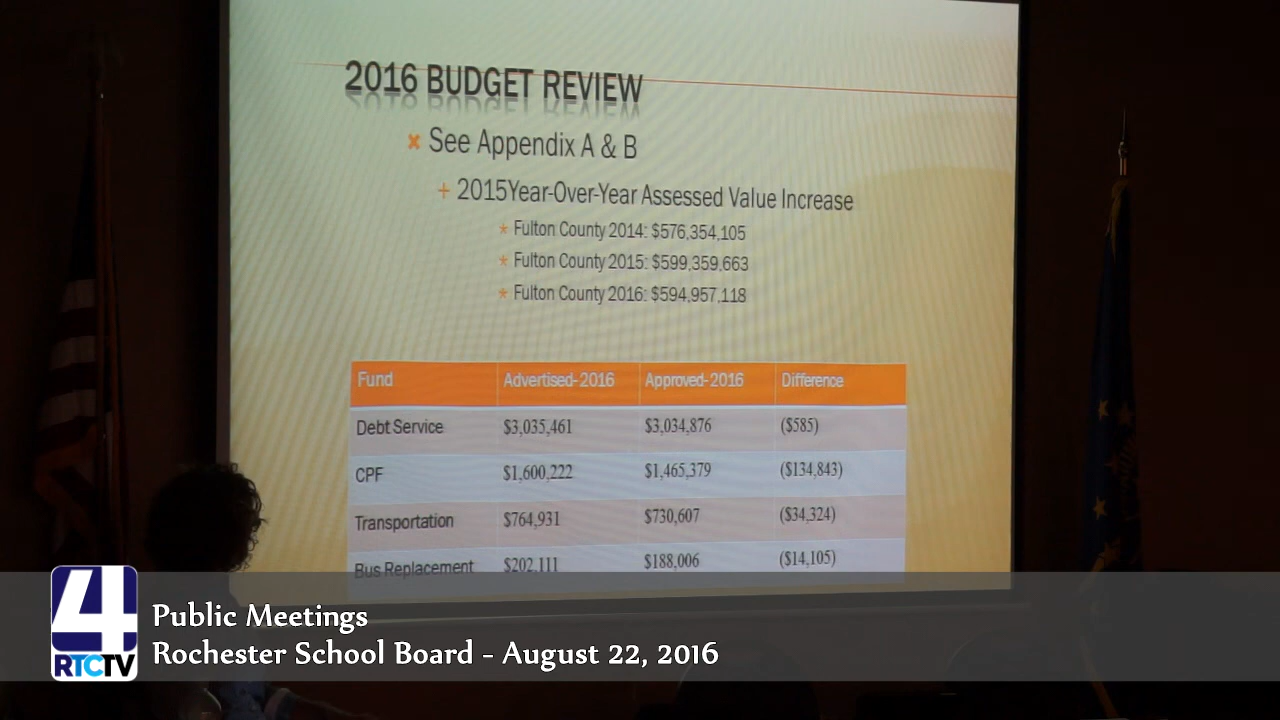 2016 BUDGET REVIEW
See Appendix A & B
2015Year-Over-Year Assessed Value Increase
Fulton County 2014: $576,354,105
Fulton County 2015: $599,359,663
Fulton County 2016: $594,957,118
Fund Advertised-2016 Approved-2016 Difference
Debt Service $3,035,461 $3,034,876 ($585)
CPF $1,600,222 $1,465,379 ($134,843)
Transportation $764,931 $730,607 ($34,324)
Bus Replacement $202,111 $188,006 ($14,105)
4
RTCTV
Public Meetings
Rochester School Board - August 22, 2016